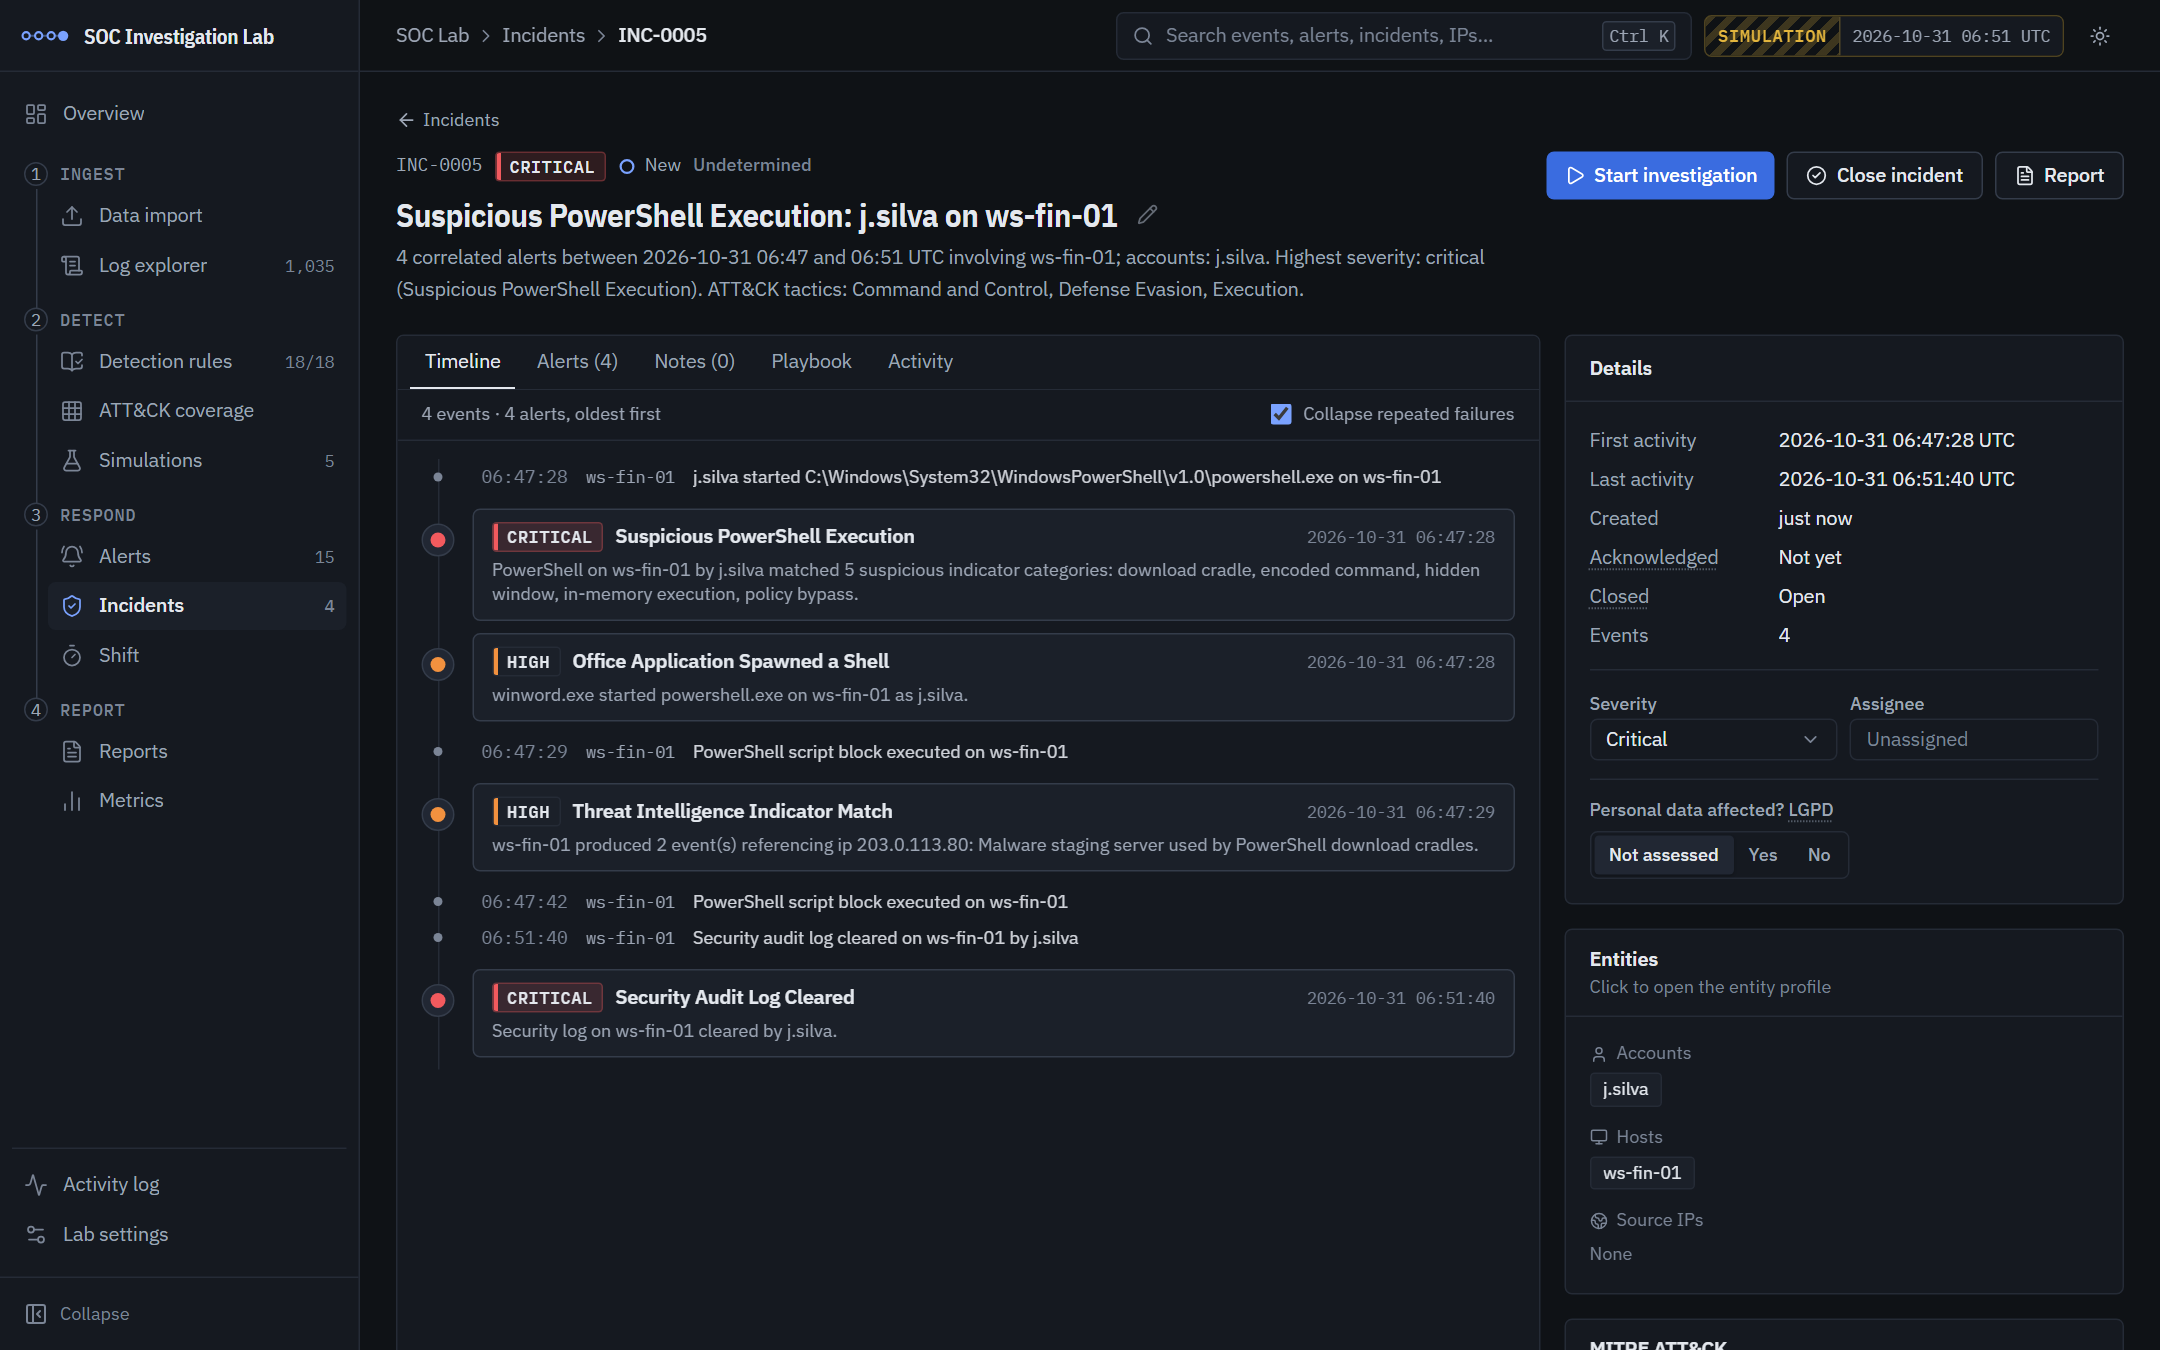 SOC Investigation Lab
SOC Lab > Incidents > INC-0005
Search events, alerts, incidents, IPs...
Ctrl K
SIMULATION
2026-10-31 06:51 UTC
Overview
1 INGEST
Data import
Log explorer 1,035
2 DETECT
Detection rules 18/18
ATT&CK coverage
Simulations 5
3 RESPOND
Alerts 15
Incidents 4
Shift
4 REPORT
Reports
Metrics
Activity log
Lab settings
Collapse
← Incidents
INC-0005 CRITICAL New Undetermined
Start investigation
Close incident
Report
Suspicious PowerShell Execution: j.silva on ws-fin-01
4 correlated alerts between 2026-10-31 06:47 and 06:51 UTC involving ws-fin-01; accounts: j.silva. Highest severity: critical
(Suspicious PowerShell Execution). ATT&CK tactics: Command and Control, Defense Evasion, Execution.
Timeline Alerts (4) Notes (0) Playbook Activity
4 events · 4 alerts, oldest first
Collapse repeated failures
06:47:28 ws-fin-01 j.silva started C:\Windows\System32\WindowsPowerShell\v1.0\powershell.exe on ws-fin-01
CRITICAL Suspicious PowerShell Execution 2026-10-31 06:47:28
PowerShell on ws-fin-01 by j.silva matched 5 suspicious indicator categories: download cradle, encoded command, hidden
window, in-memory execution, policy bypass.
HIGH Office Application Spawned a Shell 2026-10-31 06:47:28
winword.exe started powershell.exe on ws-fin-01 as j.silva.
06:47:29 ws-fin-01 PowerShell script block executed on ws-fin-01
HIGH Threat Intelligence Indicator Match 2026-10-31 06:47:29
ws-fin-01 produced 2 event(s) referencing ip 203.0.113.80: Malware staging server used by PowerShell download cradles.
06:47:42 ws-fin-01 PowerShell script block executed on ws-fin-01
06:51:40 ws-fin-01 Security audit log cleared on ws-fin-01 by j.silva
CRITICAL Security Audit Log Cleared 2026-10-31 06:51:40
Security log on ws-fin-01 cleared by j.silva.
Details
First activity 2026-10-31 06:47:28 UTC
Last activity 2026-10-31 06:51:40 UTC
Created just now
Acknowledged Not yet
Closed Open
Events 4
Severity Assignee
Critical Unassigned
Personal data affected? LGPD
Not assessed Yes No
Entities
Click to open the entity profile
Accounts
j.silva
Hosts
ws-fin-01
Source IPs
None
MITRE ATT&CK